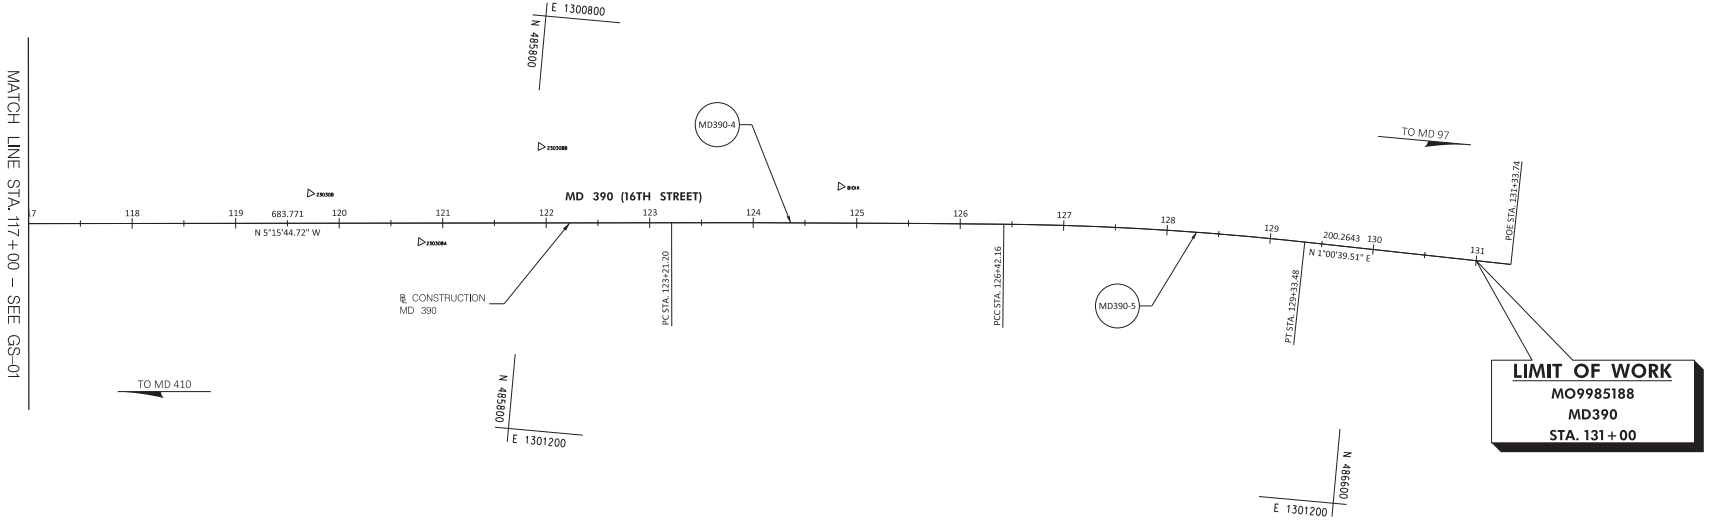 E 1300800
N 485800
MATCH LINE STA. 117+00 - SEE GS-01
MD390-4
TO MD 97
23030BB
23030B
BIOIA
MD 390 (16TH STREET)
POE STA. 131+33.74
17 118 119 683.771 120 121 122 123 124 125 126 127 128 129 200.2643 130 131
N 5°15'44.72" W
N 1°00'39.51" E
23030BA
PC STA. 123+21.20
PCC STA. 126+42.16
PT STA. 129+33.48
CONSTRUCTION
MD 390
MD390-5
TO MD 410
N 485800
E 1301200
LIMIT OF WORK
MO9985188
MD390
STA. 131+00
N 486600
E 1301200